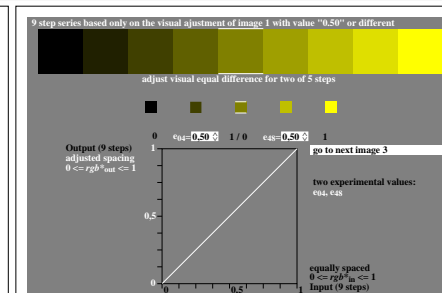 9 step series based only on the visual ajustment of image 1 with value "0.50" or different
adjust visual equal difference for two of 5 steps
0 e04=0,50 1 / 0 e48=0,50 1
Output (9 steps)
adjusted spacing
0 <= rgb*out <= 1
1
go to next image 3
two experimental values:
e04, e48
0,5
equally spaced
0 <= rgb*in <= 1
Input (9 steps)
0
0 0,5 1